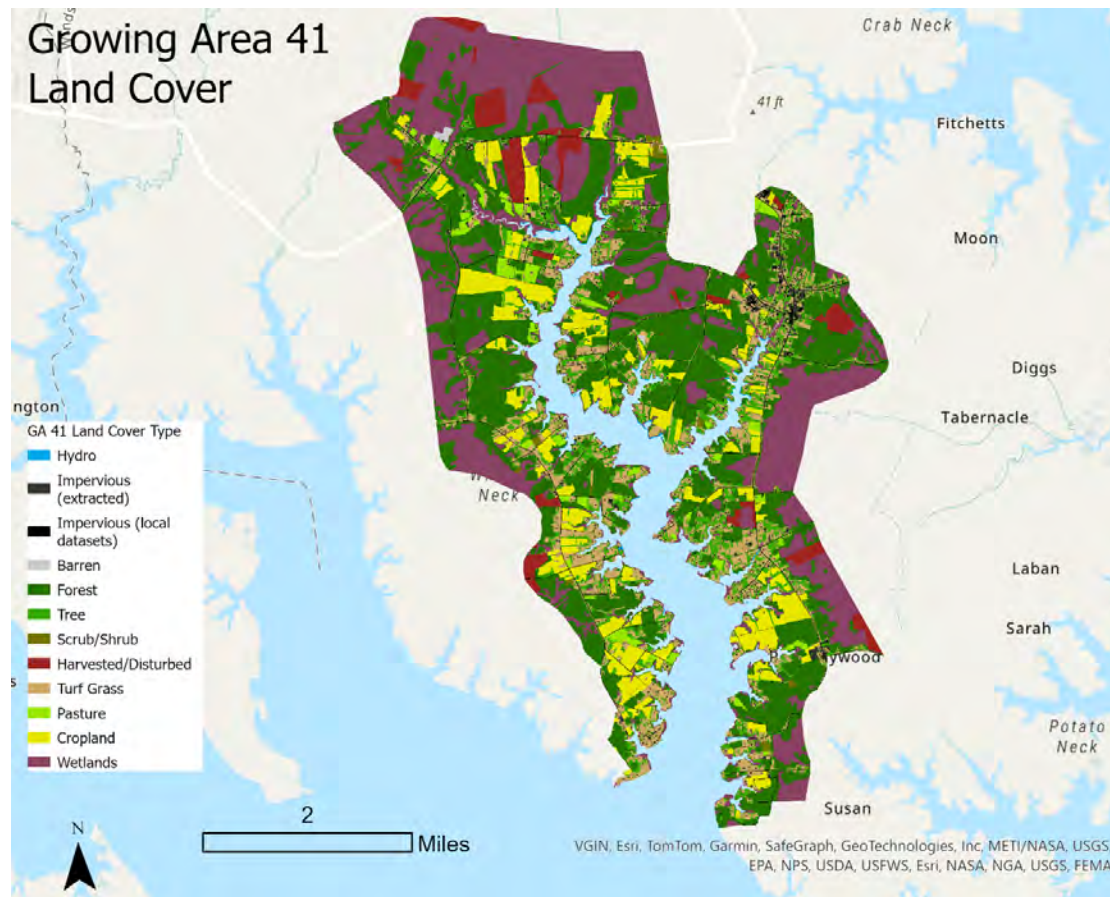 Growing Area 41
Land Cover
Winds
Crab Neck
41 ft
Fitchetts
Moon
Diggs
Tabernacle
ngton
Neck
Laban
Sarah
ywood
Potato
Neck
Susan
GA 41 Land Cover Type
Hydro
Impervious
(extracted)
Impervious (local
datasets)
Barren
Forest
Tree
Scrub/Shrub
Harvested/Disturbed
Turf Grass
Pasture
Cropland
Wetlands
s
N
2
Miles
VGIN, Esri, TomTom, Garmin, SafeGraph, GeoTechnologies, Inc, METI/NASA, USGS,
EPA, NPS, USDA, USFWS, Esri, NASA, NGA, USGS, FEMA